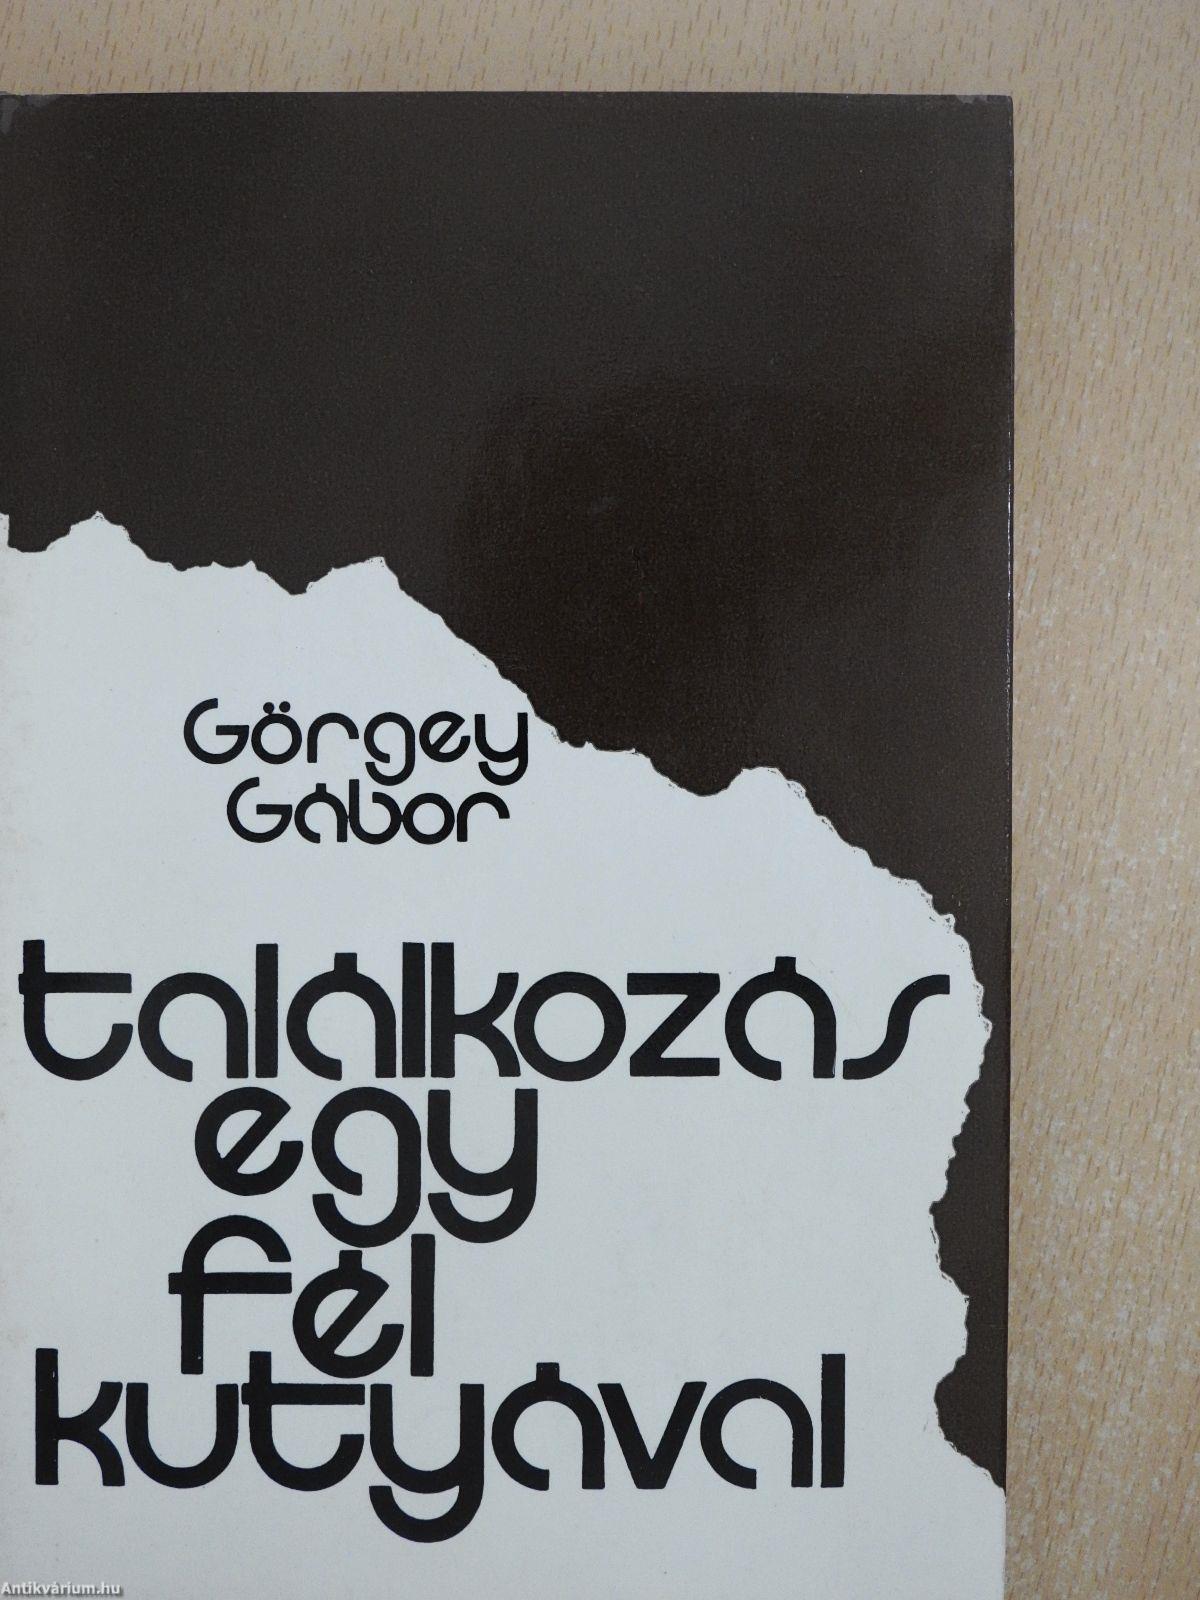 Görgey
Gábor
találkozás
egy
fél
kutyával
Antikvárium.hu